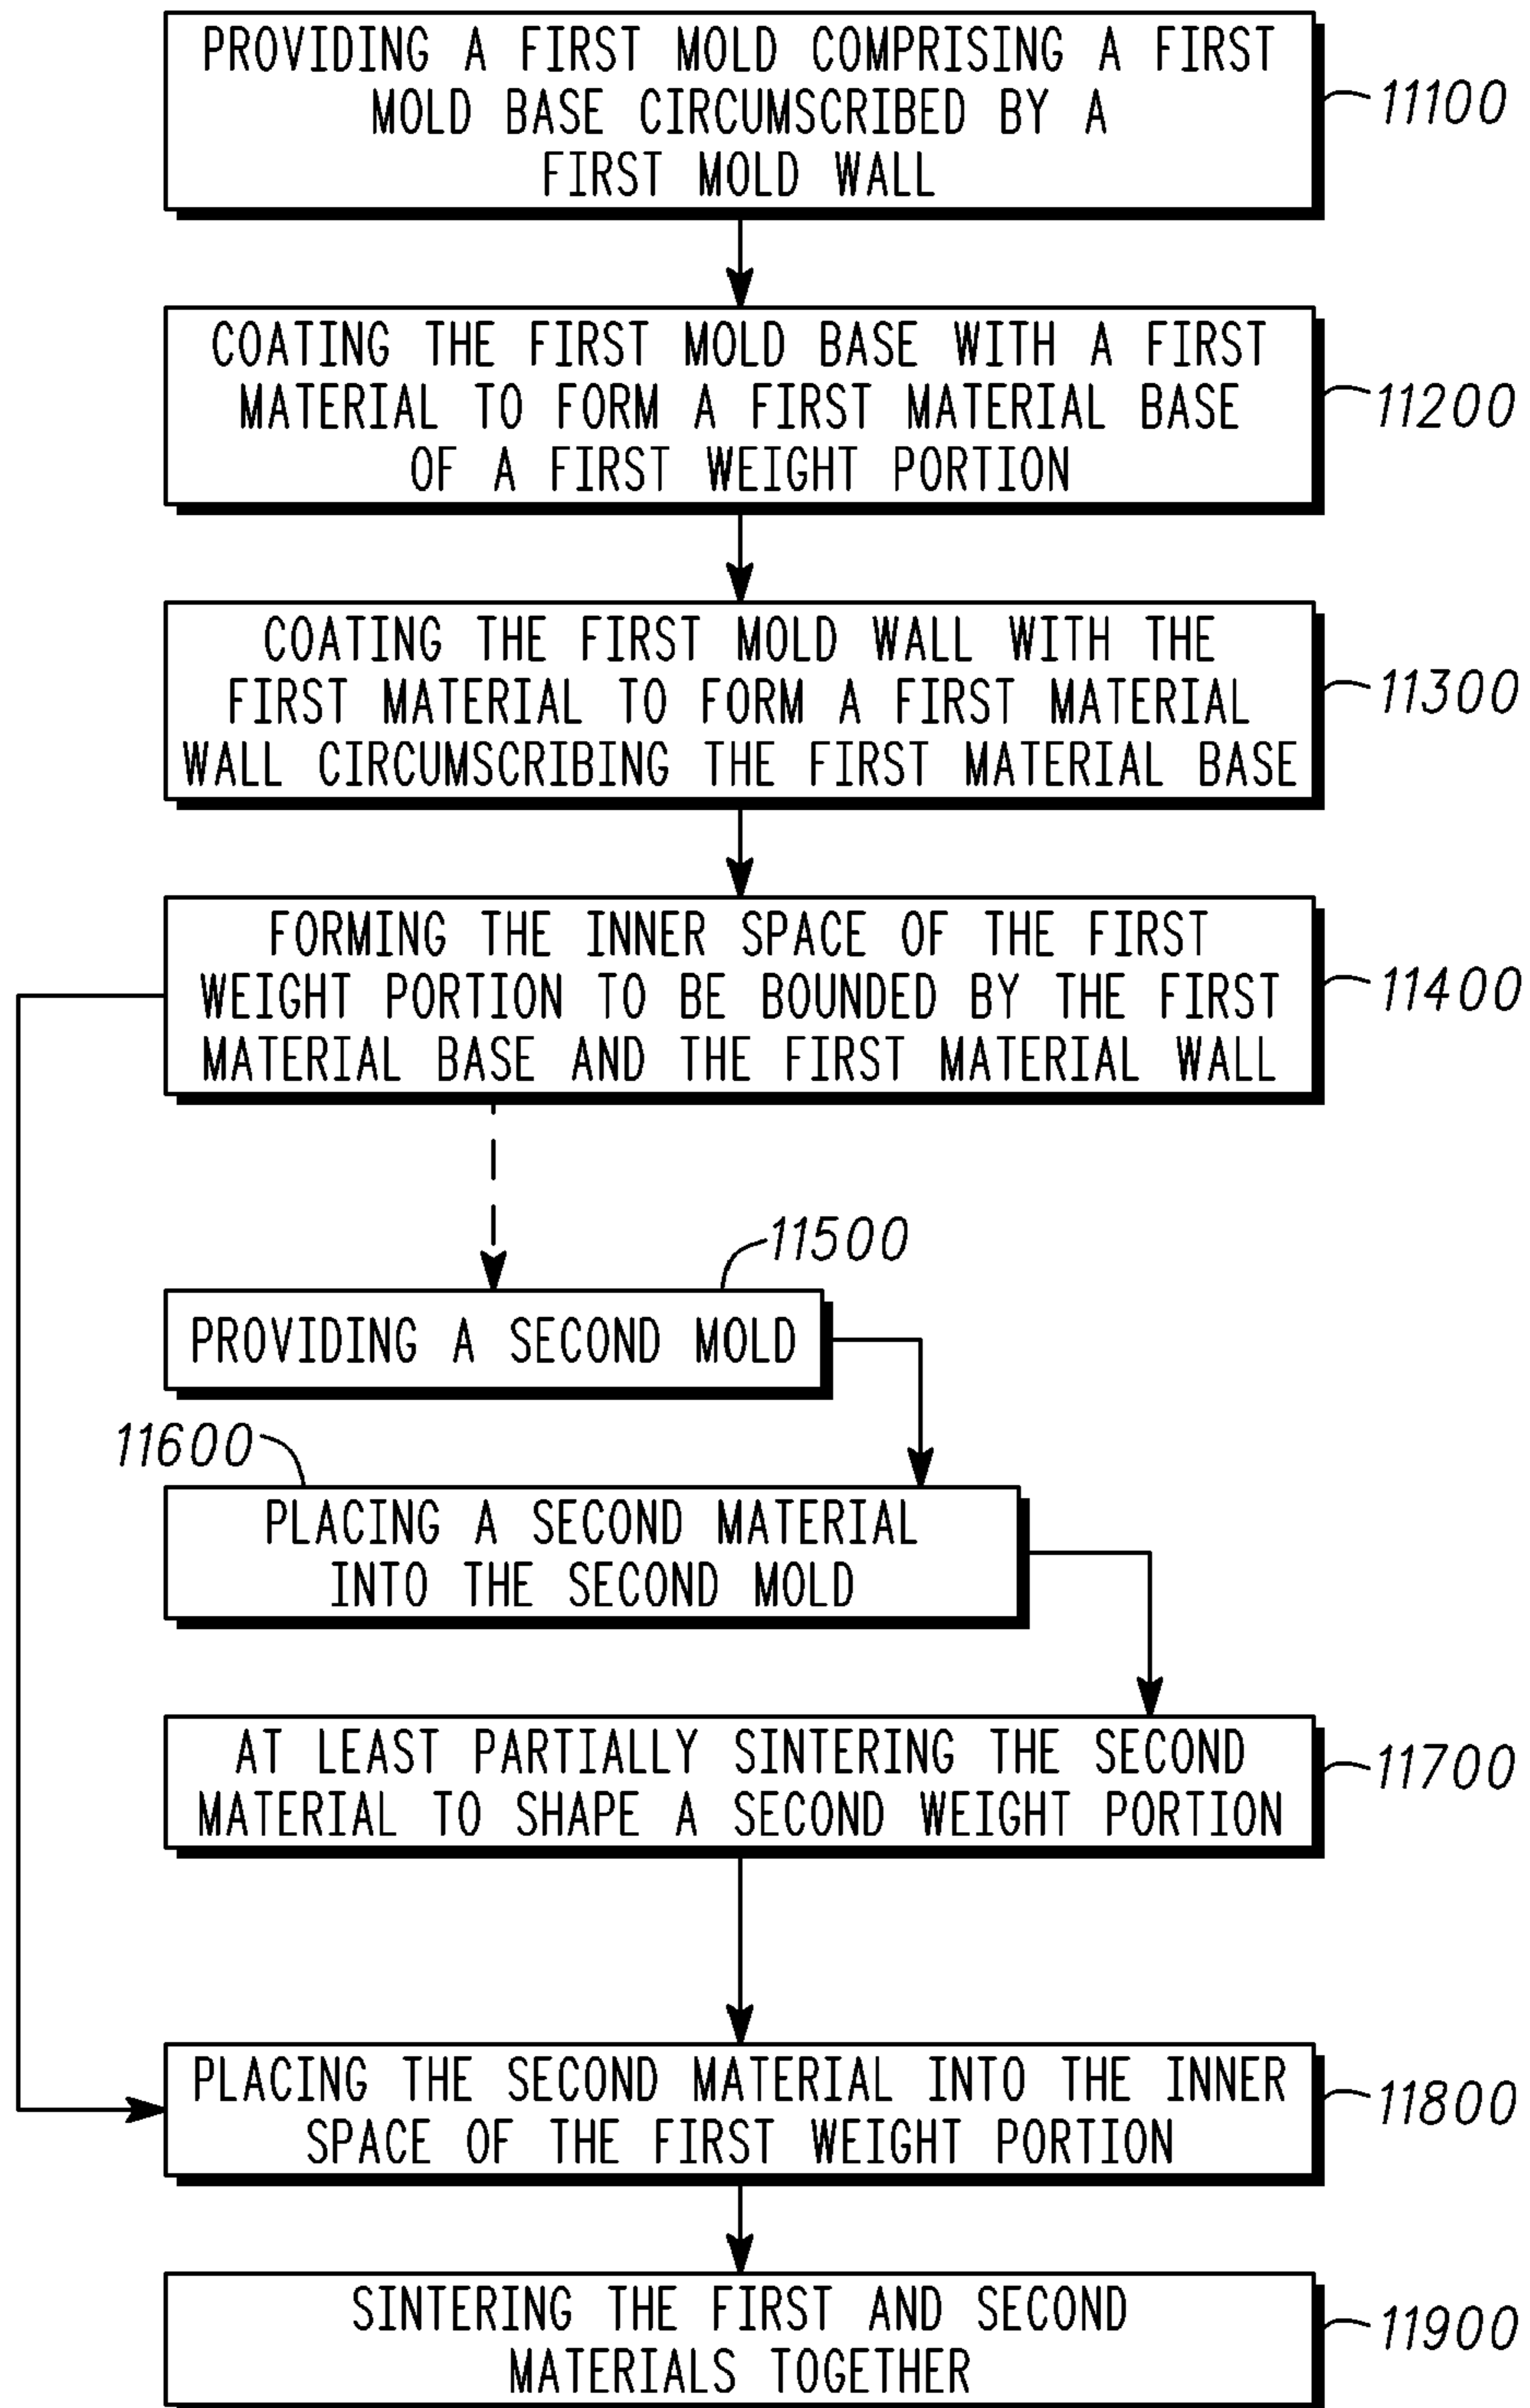 PROVIDING A FIRST MOLD COMPRISING A FIRST
MOLD BASE CIRCUMSCRIBED BY A
FIRST MOLD WALL
11100
COATING THE FIRST MOLD BASE WITH A FIRST
MATERIAL TO FORM A FIRST MATERIAL BASE
OF A FIRST WEIGHT PORTION
11200
COATING THE FIRST MOLD WALL WITH THE
FIRST MATERIAL TO FORM A FIRST MATERIAL
WALL CIRCUMSCRIBING THE FIRST MATERIAL BASE
11300
FORMING THE INNER SPACE OF THE FIRST
WEIGHT PORTION TO BE BOUNDED BY THE FIRST
MATERIAL BASE AND THE FIRST MATERIAL WALL
11400
11500
PROVIDING A SECOND MOLD
11600
PLACING A SECOND MATERIAL
INTO THE SECOND MOLD
AT LEAST PARTIALLY SINTERING THE SECOND
MATERIAL TO SHAPE A SECOND WEIGHT PORTION
11700
PLACING THE SECOND MATERIAL INTO THE INNER
SPACE OF THE FIRST WEIGHT PORTION
11800
SINTERING THE FIRST AND SECOND
MATERIALS TOGETHER
11900